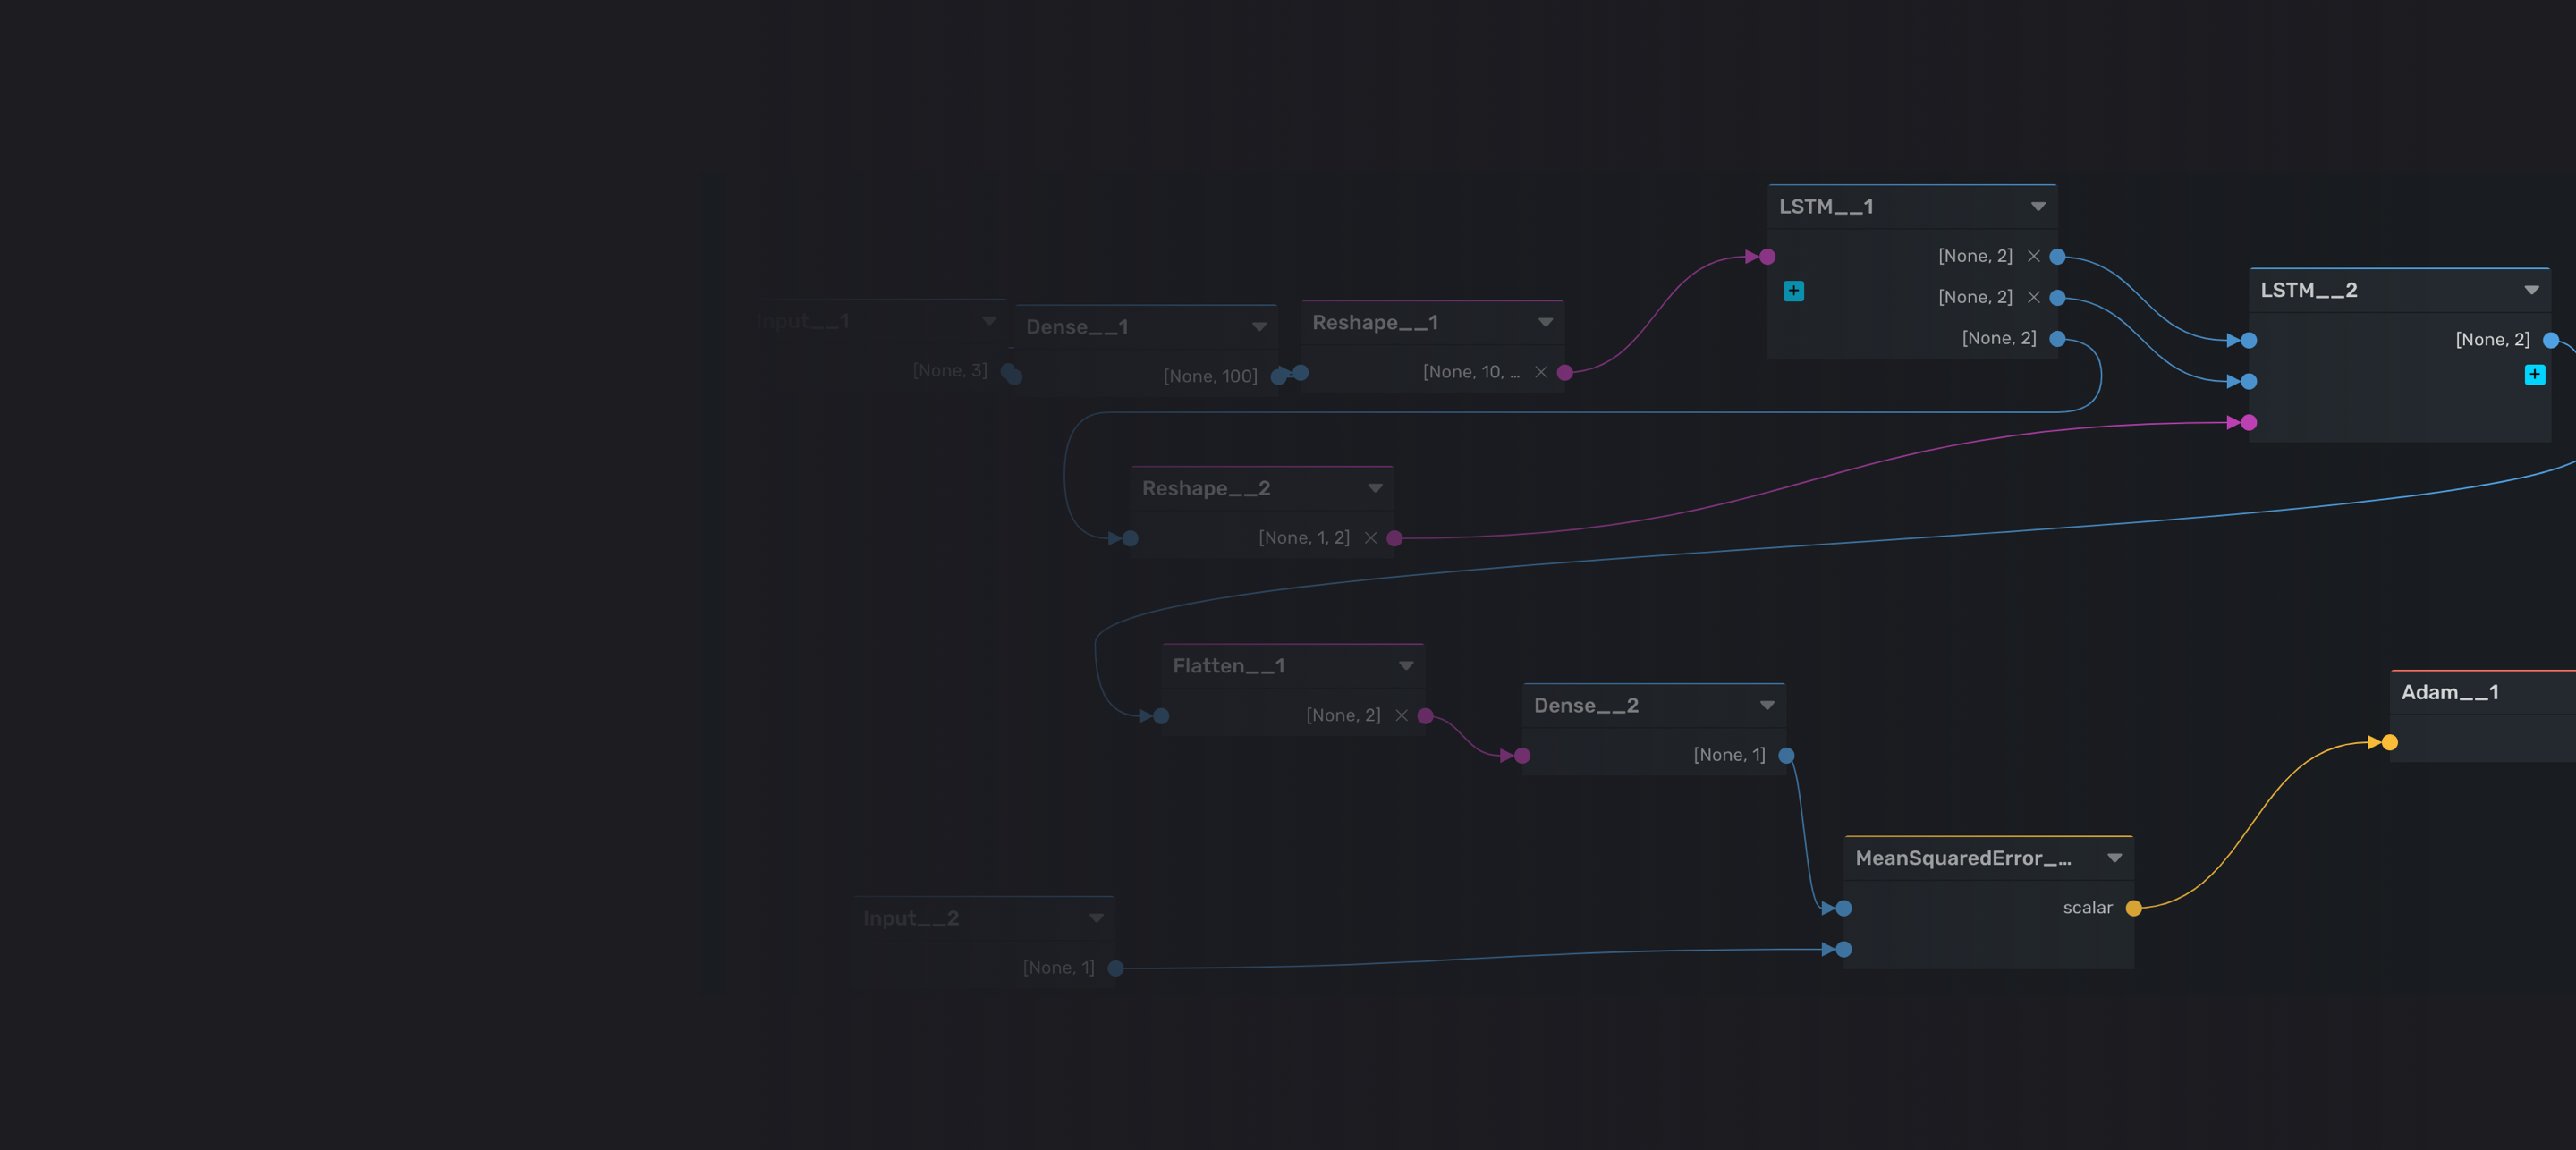 LSTM__1
[None, 2]
[None, 2]
[None, 2]
LSTM__2
[None, 2]
Input__1
[None, 3]
Dense__1
[None, 100]
Reshape__1
[None, 10, ...
Reshape__2
[None, 1, 2]
Flatten__1
[None, 2]
Dense__2
[None, 1]
Adam__1
MeanSquaredError_...
scalar
Input__2
[None, 1]